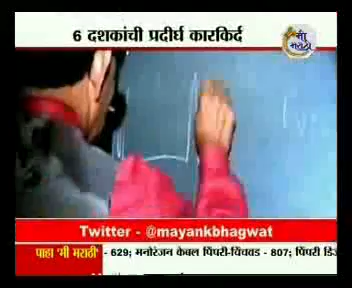 6 दशकांची प्रदीर्घ कारकिर्द
मी मराठी
Twitter - @mayankbhagwat
पाहा 'मी मराठी' - 629; मनोरंजन केबल पिंपरी-चिंचवड - 807; पिंपरी डि